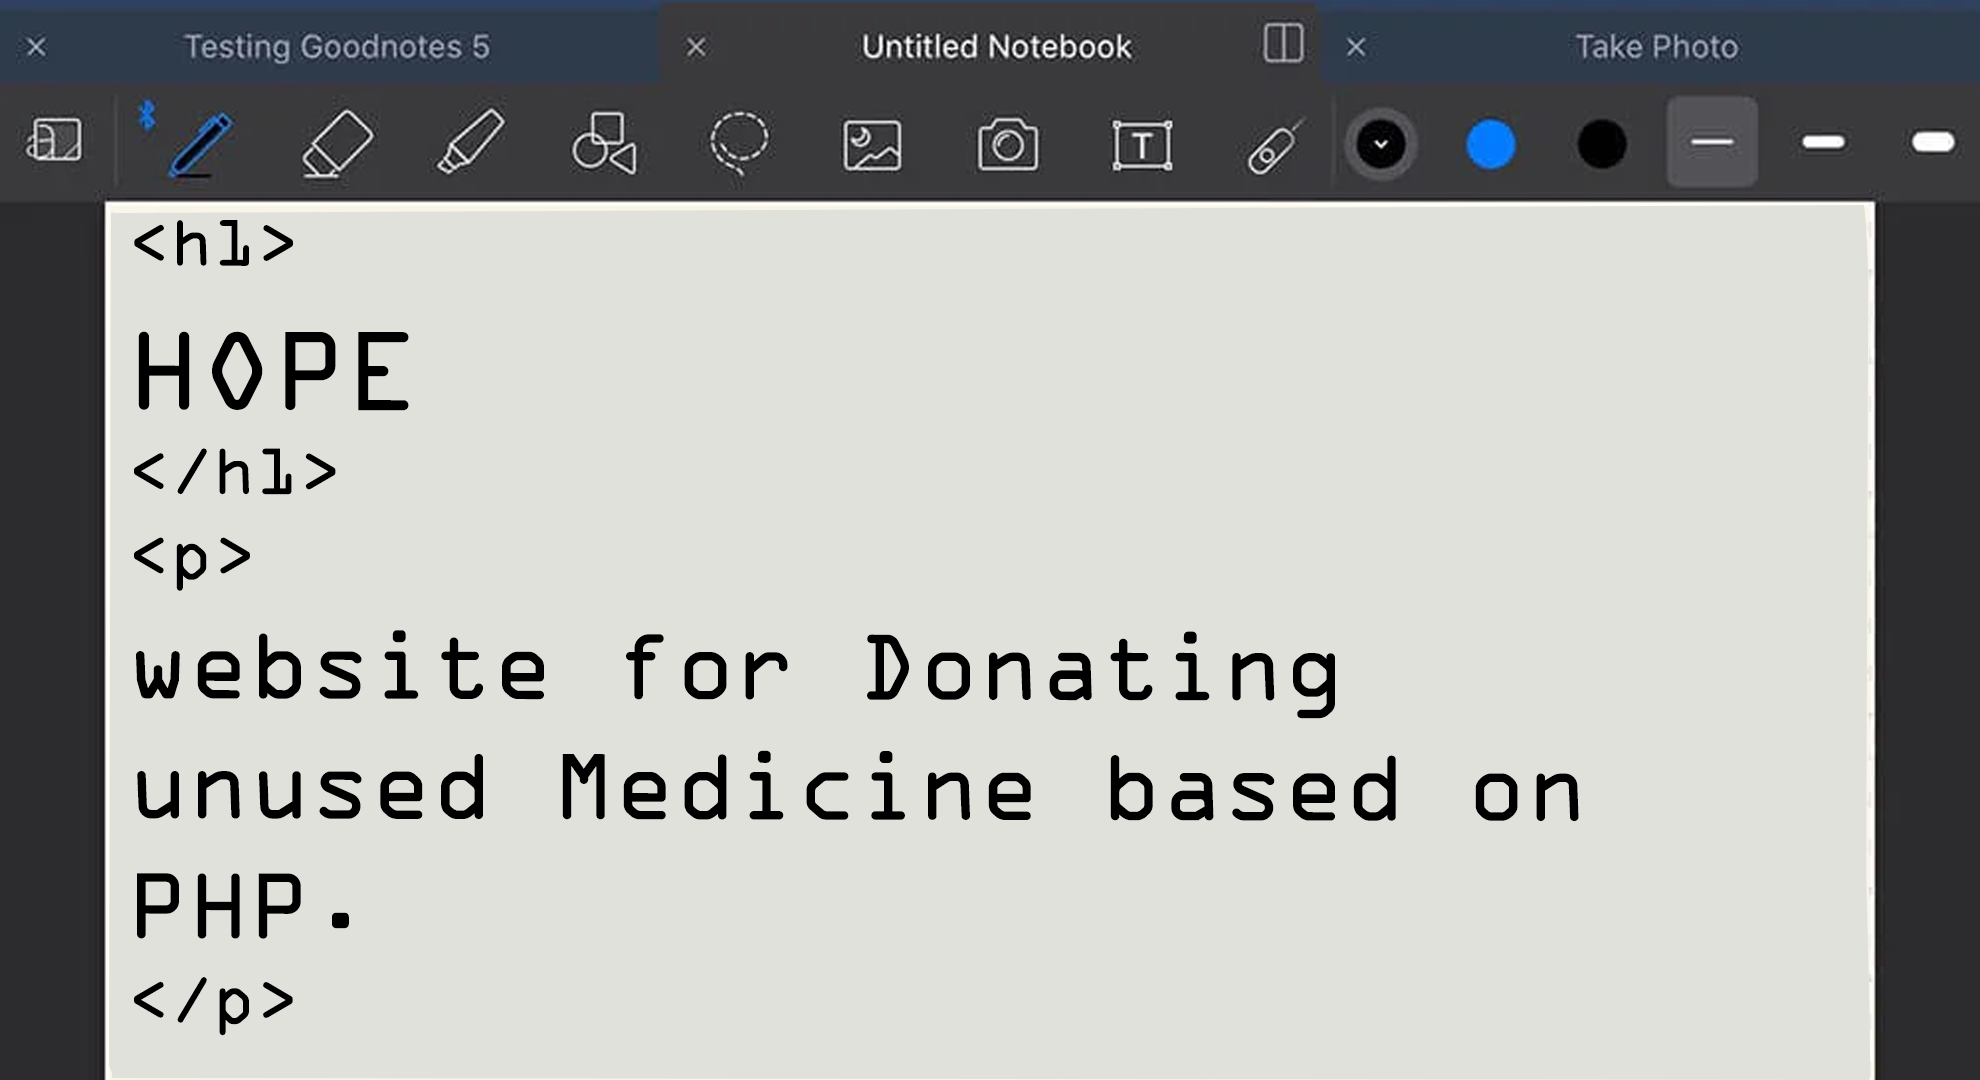 Testing Goodnotes 5
Untitled Notebook
Take Photo
<h1>
HOPE
</h1>
<p>
website for Donating
unused Medicine based on
PHP.
</p>